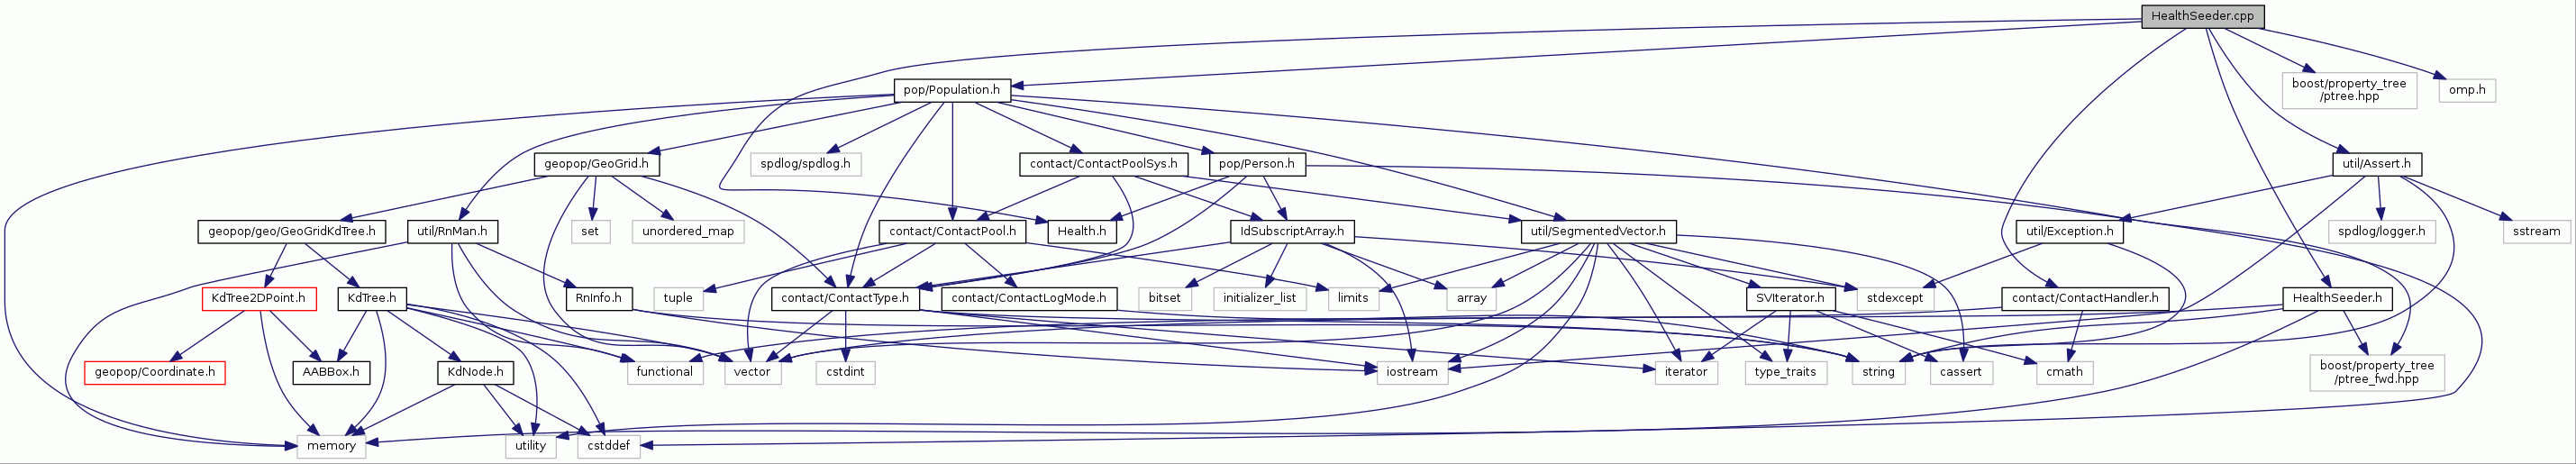 HealthSeeder.cpp
pop/Population.h
boost/property_tree
/ptree.hpp
omp.h
geopop/GeoGrid.h
spdlog/spdlog.h
contact/ContactPoolSys.h
pop/Person.h
util/Assert.h
geopop/geo/GeoGridKdTree.h
util/RnMan.h
set
unordered_map
contact/ContactPool.h
Health.h
IdSubscriptArray.h
util/SegmentedVector.h
util/Exception.h
spdlog/logger.h
sstream
KdTree2DPoint.h
KdTree.h
RnInfo.h
tuple
contact/ContactType.h
contact/ContactLogMode.h
bitset
initializer_list
limits
array
SVIterator.h
stdexcept
contact/ContactHandler.h
HealthSeeder.h
geopop/Coordinate.h
AABBox.h
KdNode.h
functional
vector
cstdint
iostream
iterator
type_traits
string
cassert
cmath
boost/property_tree
/ptree_fwd.hpp
memory
utility
cstddef